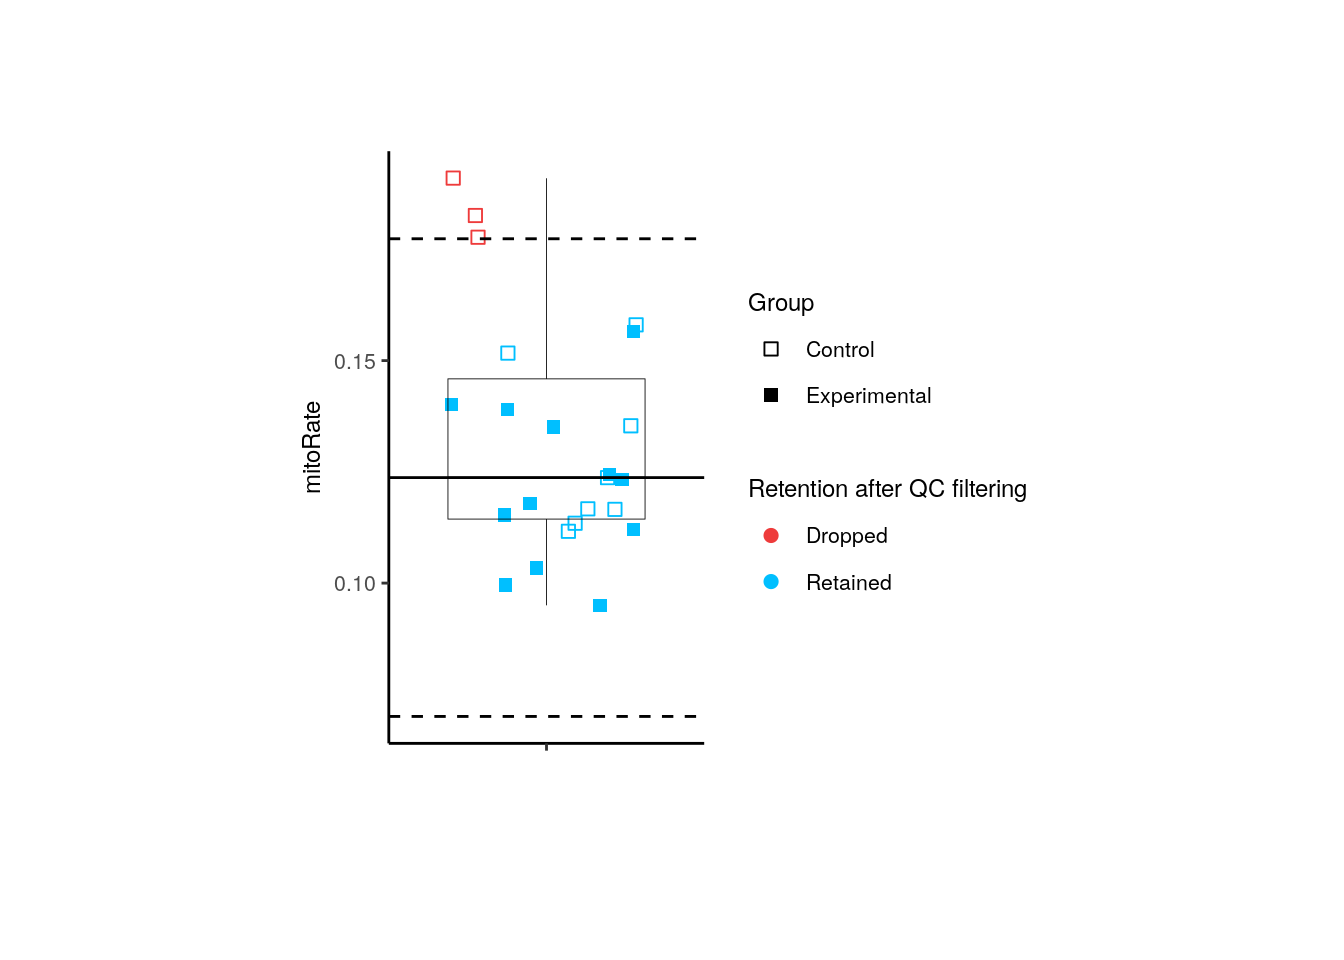 mitoRate
0.15
0.10
Group
Control
Experimental
Retention after QC filtering
Dropped
Retained